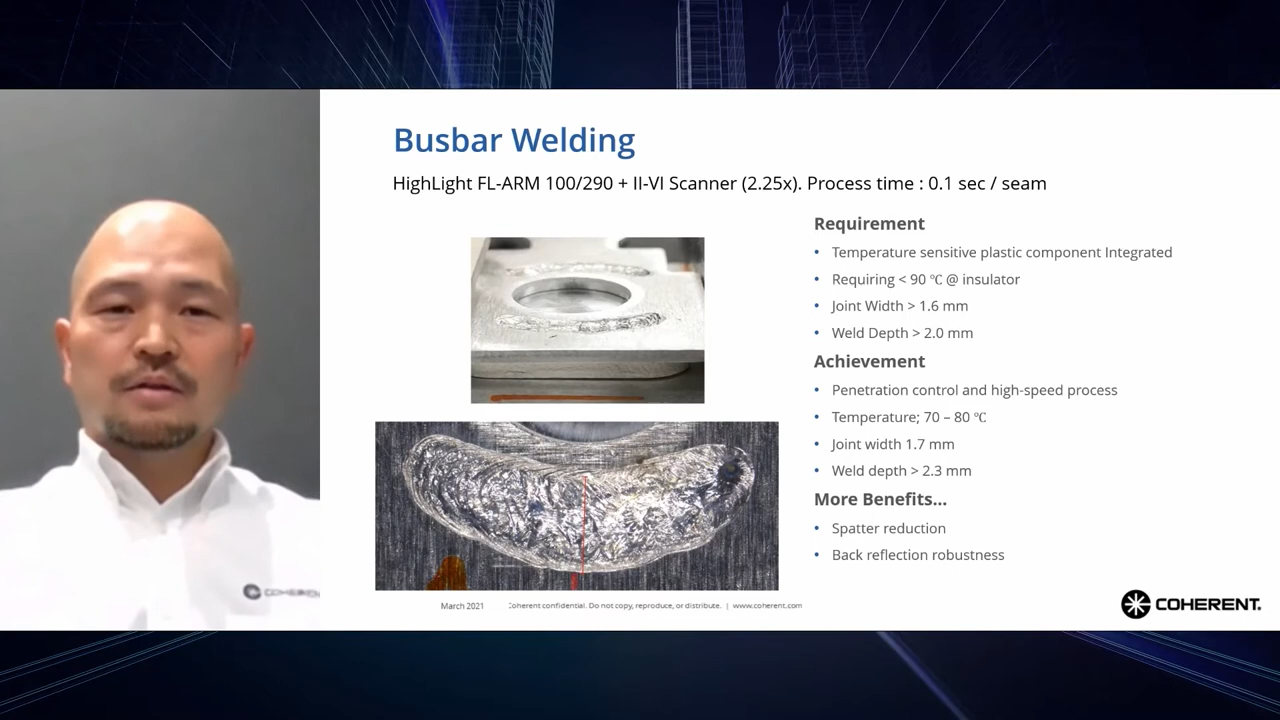 Busbar Welding
HighLight FL-ARM 100/290 + II-VI Scanner (2.25x). Process time : 0.1 sec / seam
Requirement
• Temperature sensitive plastic component Integrated
• Requiring < 90 ℃ @ insulator
• Joint Width > 1.6 mm
• Weld Depth > 2.0 mm
Achievement
• Penetration control and high-speed process
• Temperature; 70 – 80 ℃
• Joint width 1.7 mm
• Weld depth > 2.3 mm
More Benefits...
• Spatter reduction
• Back reflection robustness
March 2021
Coherent confidential. Do not copy, reproduce, or distribute. | www.coherent.com
COHERENT.